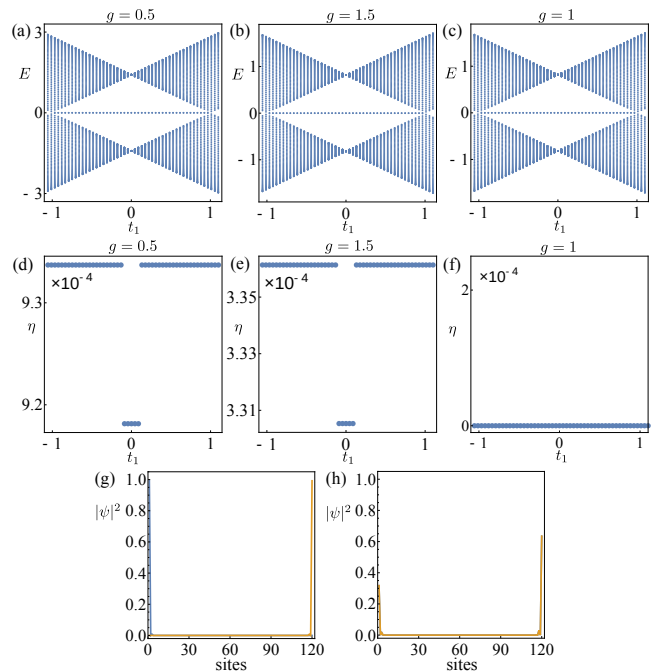 g = 0.5
g = 1.5
g = 1
(a)
(b)
(c)
3
E
0
- 3
- 1
0
1
t₁
E
1
0
- 1
- 1
0
1
t₁
E
1
0
- 1
- 1
0
1
t₁
(d)
g = 0.5
(e)
g = 1.5
(f)
g = 1
×10⁻⁴
9.3
η
9.2
- 1
0
1
t₁
×10⁻⁴
3.35
η
3.33
3.31
- 1
0
1
t₁
×10⁻⁴
2
η
0
- 1
0
1
t₁
(g)
|ψ|²
1.0
0.8
0.6
0.4
0.2
0.0
0
30
60
90
120
sites
(h)
|ψ|²
1.0
0.8
0.6
0.4
0.2
0.0
0
30
60
90
120
sites